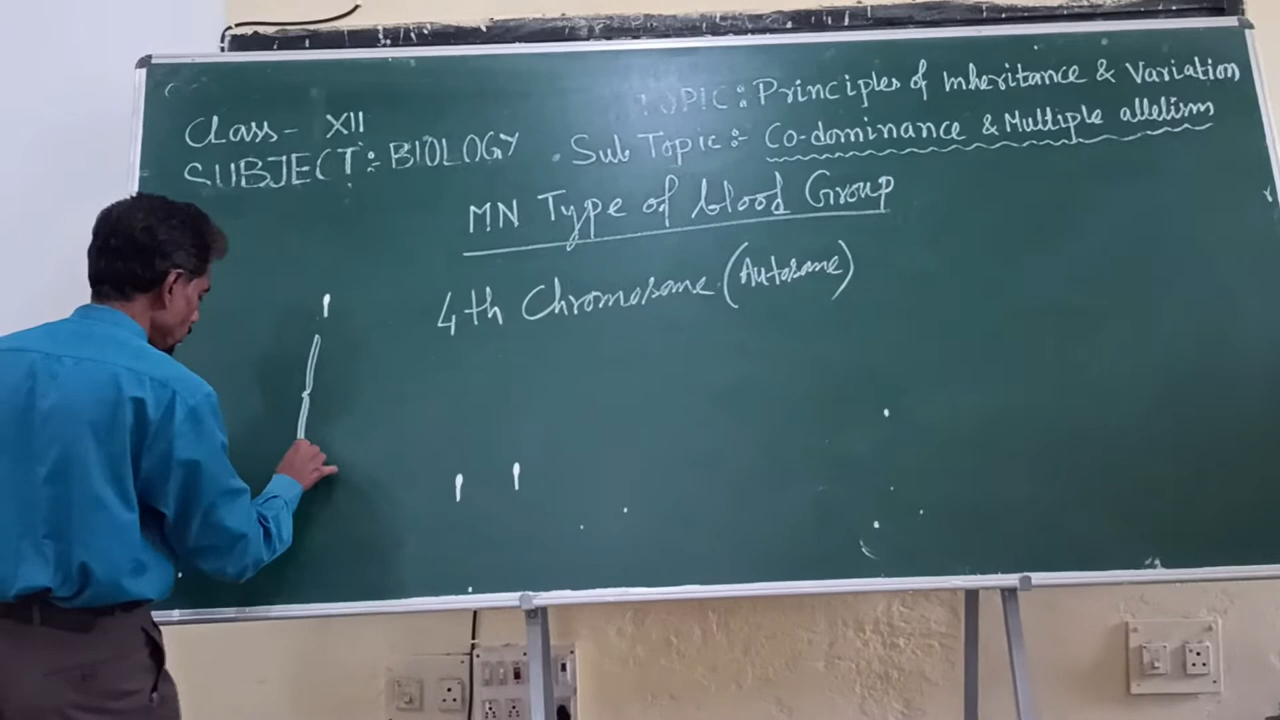 TOPIC:- Principles of Inheritance & Variation
Class- XII
SUBJECT:- BIOLOGY . Sub Topic:- Co-dominance & Multiple allelism
MN Type of blood Group
4th Chromosome (Autosome)